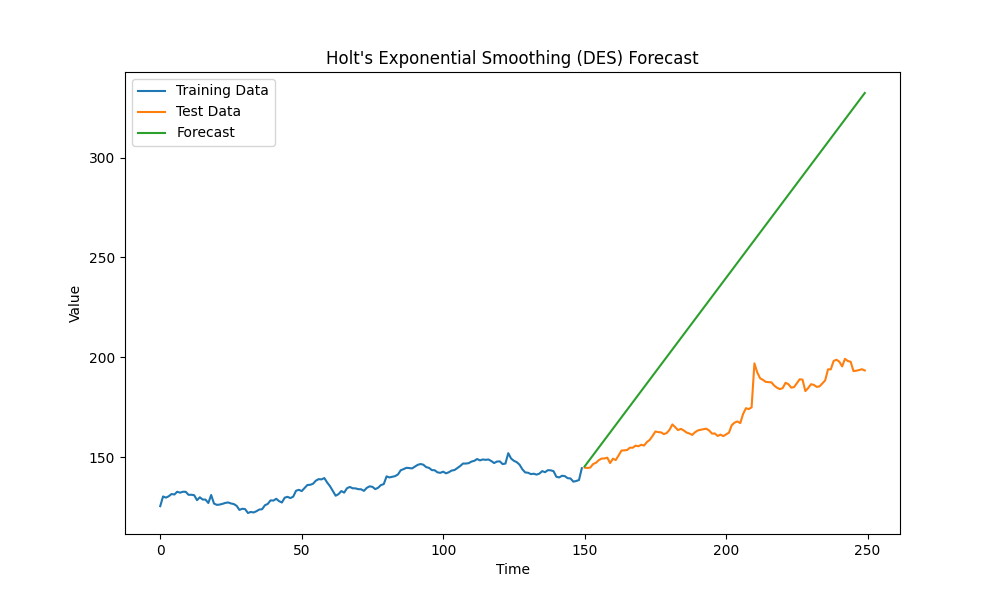 Holt's Exponential Smoothing (DES) Forecast
Training Data
Test Data
Forecast
300
250
200
150
Value
0 50 100 150 200 250
Time